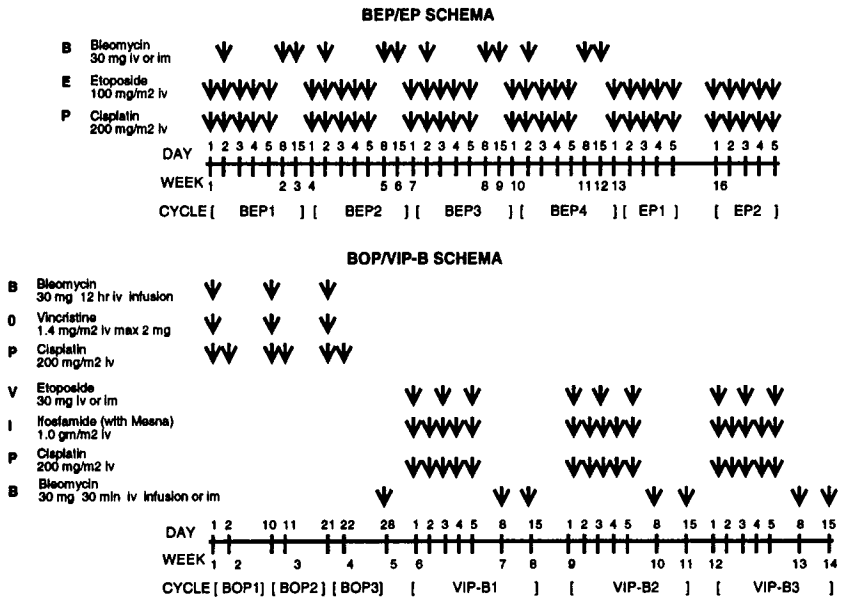 BEP/EP SCHEMA
B Bleomycin
30 mg iv or im
E Etoposide
100 mg/m2 iv
P Cisplatin
200 mg/m2 iv
DAY 1 2 3 4 5 8 15 1 2 3 4 5 8 15 1 2 3 4 5 8 15 1 2 3 4 5 8 15 1 2 3 4 5 1 2 3 4 5
WEEK 1 2 3 4 5 6 7 8 9 10 11 12 13 16
CYCLE [ BEP1 ] [ BEP2 ] [ BEP3 ] [ BEP4 ] [ EP1 ] [ EP2 ]
BOP/VIP-B SCHEMA
B Bleomycin
30 mg 12 hr iv infusion
0 Vincristine
1.4 mg/m2 iv max 2 mg
P Cisplatin
200 mg/m2 iv
V Etoposide
30 mg iv or im
I Ifosfamide (with Mesna)
1.0 gm/m2 iv
P Cisplatin
200 mg/m2 iv
B Bleomycin
30 mg 30 min iv infusion or im
DAY 1 2 10 11 21 22 28 1 2 3 4 5 8 15 1 2 3 4 5 8 15 1 2 3 4 5 8 15
WEEK 1 2 3 4 5 6 7 8 9 10 11 12 13 14
CYCLE [ BOP1] [BOP2 ] [ BOP3] [ VIP-B1 ] [ VIP-B2 ] [ VIP-B3 ]